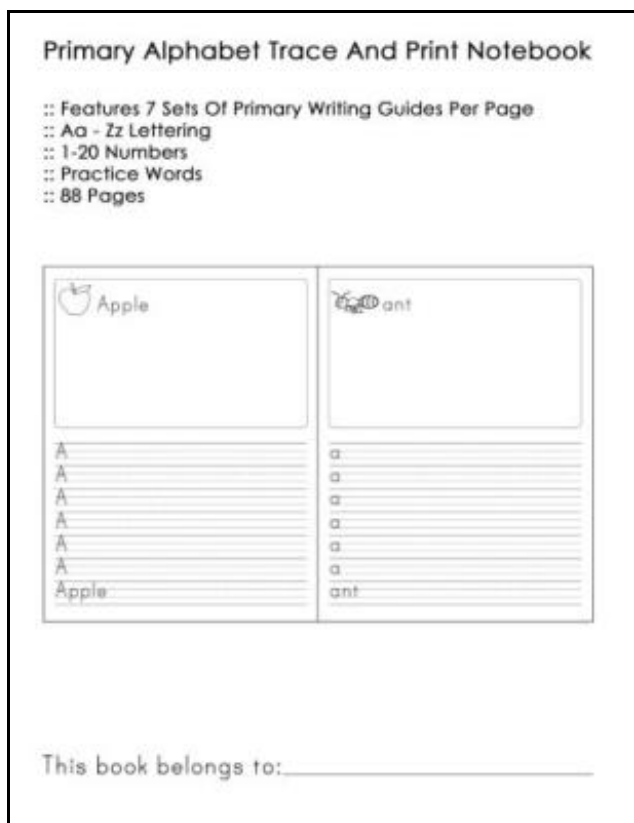 Primary Alphabet Trace And Print Notebook
:: Features 7 Sets Of Primary Writing Guides Per Page
:: Aa - Zz Lettering
:: 1-20 Numbers
:: Practice Words
:: 88 Pages
Apple
A
A
A
A
A
A
Apple
ant
a
a
a
a
a
a
ant
This book belongs to: